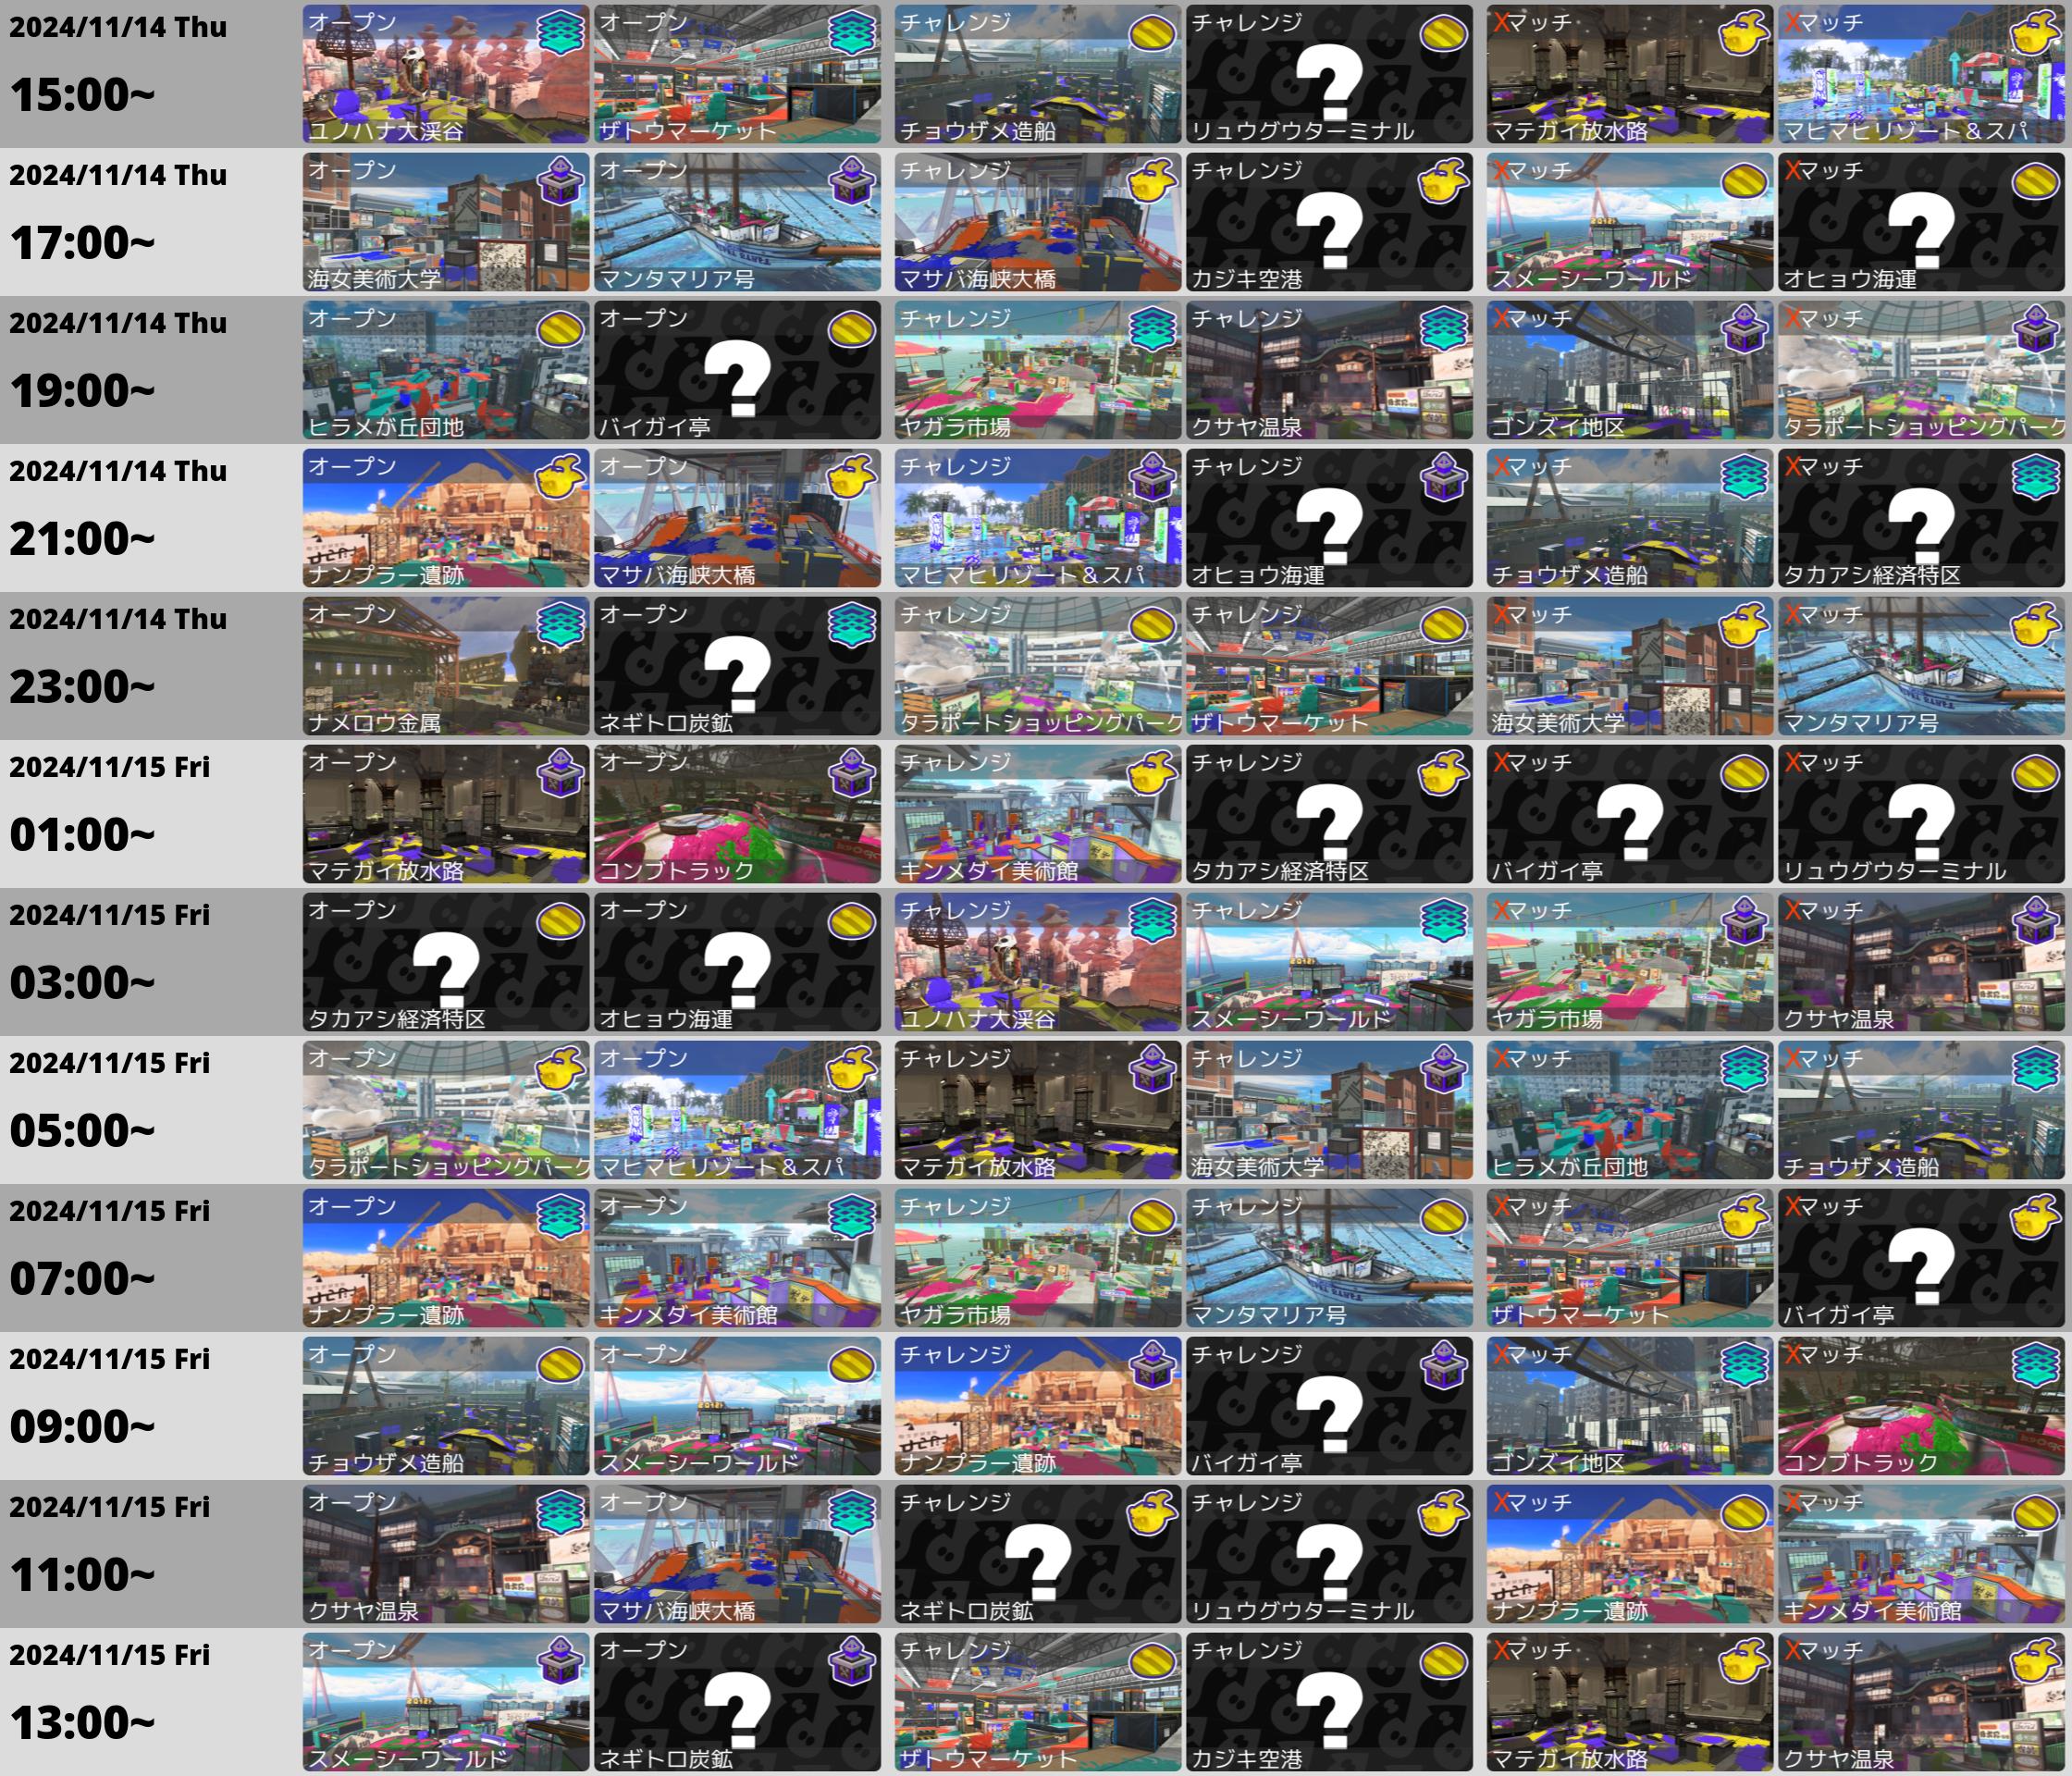 2024/11/14 Thu
15:00~
オープン
ユノハナ大渓谷
オープン
ザトウマーケット
チャレンジ
チョウザメ造船
チャレンジ
?
リュウグウターミナル
Xマッチ
マテガイ放水路
Xマッチ
マヒマヒリゾート&スパ
2024/11/14 Thu
17:00~
オープン
海女美術大学
オープン
マンタマリア号
チャレンジ
マサバ海峡大橋
チャレンジ
?
カジキ空港
Xマッチ
スメーシーワールド
Xマッチ
?
オヒョウ海運
2024/11/14 Thu
19:00~
オープン
ヒラメが丘団地
オープン
?
バイガイ亭
チャレンジ
ヤガラ市場
チャレンジ
クサヤ温泉
Xマッチ
ゴンズイ地区
Xマッチ
タラポートショッピングパーク
2024/11/14 Thu
21:00~
オープン
ナンプラー遺跡
オープン
マサバ海峡大橋
チャレンジ
マヒマヒリゾート&スパ
チャレンジ
?
オヒョウ海運
Xマッチ
チョウザメ造船
Xマッチ
?
タカアシ経済特区
2024/11/14 Thu
23:00~
オープン
ナメロウ金属
オープン
?
ネギトロ炭鉱
チャレンジ
タラポートショッピングパーク
チャレンジ
ザトウマーケット
Xマッチ
海女美術大学
Xマッチ
マンタマリア号
2024/11/15 Fri
01:00~
オープン
マテガイ放水路
オープン
コンブトラック
チャレンジ
キンメダイ美術館
チャレンジ
?
タカアシ経済特区
Xマッチ
?
バイガイ亭
Xマッチ
?
リュウグウターミナル
2024/11/15 Fri
03:00~
オープン
?
タカアシ経済特区
オープン
?
オヒョウ海運
チャレンジ
ユノハナ大渓谷
チャレンジ
スメーシーワールド
Xマッチ
ヤガラ市場
Xマッチ
クサヤ温泉
2024/11/15 Fri
05:00~
オープン
タラポートショッピングパーク
オープン
マヒマヒリゾート&スパ
チャレンジ
マテガイ放水路
チャレンジ
海女美術大学
Xマッチ
ヒラメが丘団地
Xマッチ
チョウザメ造船
2024/11/15 Fri
07:00~
オープン
ナンプラー遺跡
オープン
キンメダイ美術館
チャレンジ
ヤガラ市場
チャレンジ
マンタマリア号
Xマッチ
ザトウマーケット
Xマッチ
?
バイガイ亭
2024/11/15 Fri
09:00~
オープン
チョウザメ造船
オープン
スメーシーワールド
チャレンジ
ナンプラー遺跡
チャレンジ
?
バイガイ亭
Xマッチ
ゴンズイ地区
Xマッチ
コンブトラック
2024/11/15 Fri
11:00~
オープン
クサヤ温泉
オープン
マサバ海峡大橋
チャレンジ
?
ネギトロ炭鉱
チャレンジ
?
リュウグウターミナル
Xマッチ
ナンプラー遺跡
Xマッチ
キンメダイ美術館
2024/11/15 Fri
13:00~
オープン
スメーシーワールド
オープン
?
ネギトロ炭鉱
チャレンジ
ザトウマーケット
チャレンジ
?
カジキ空港
Xマッチ
マテガイ放水路
Xマッチ
クサヤ温泉